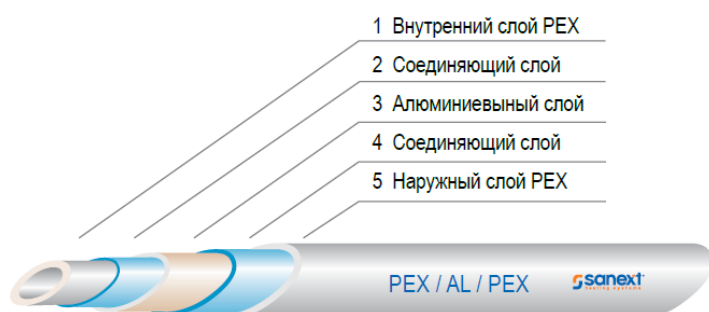 1 Внутренний слой PEX
2 Соединяющий слой
3 Алюминиевыный слой
4 Соединяющий слой
5 Наружный слой PEX
PEX / AL / PEX sanext
heating systems